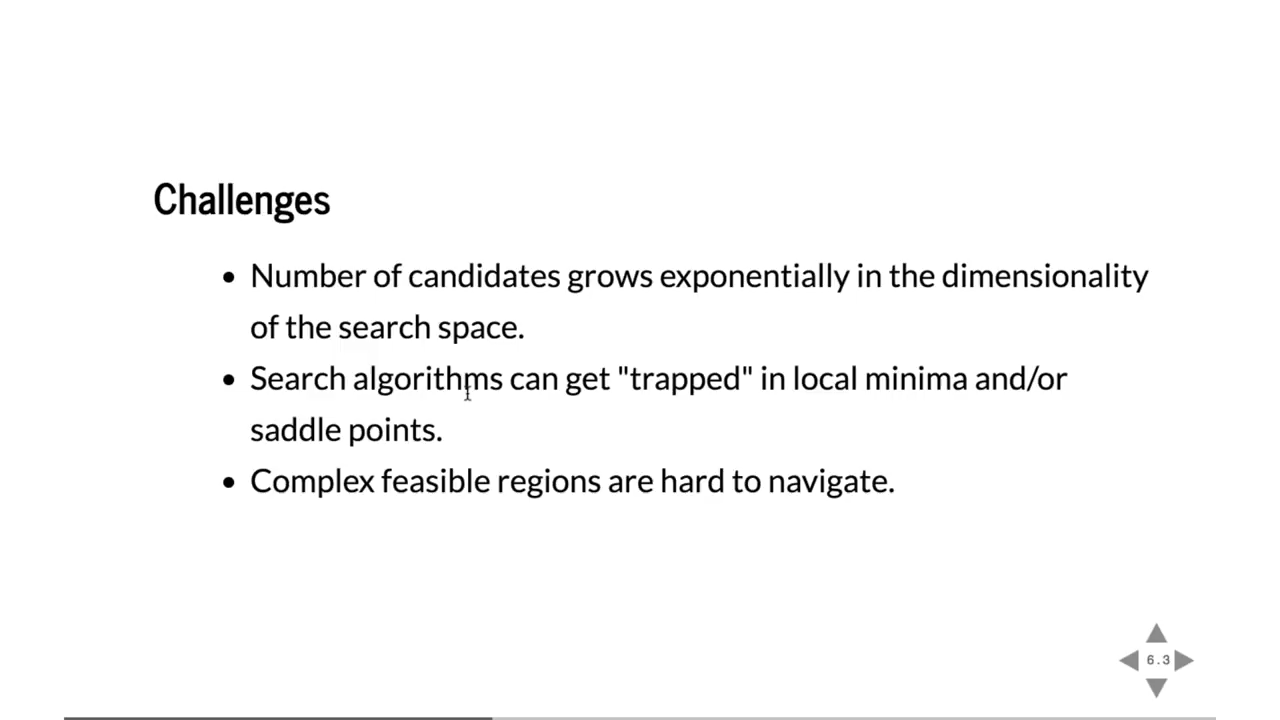 Challenges
• Number of candidates grows exponentially in the dimensionality
of the search space.
• Search algorithms can get "trapped" in local minima and/or
saddle points.
• Complex feasible regions are hard to navigate.
6.3